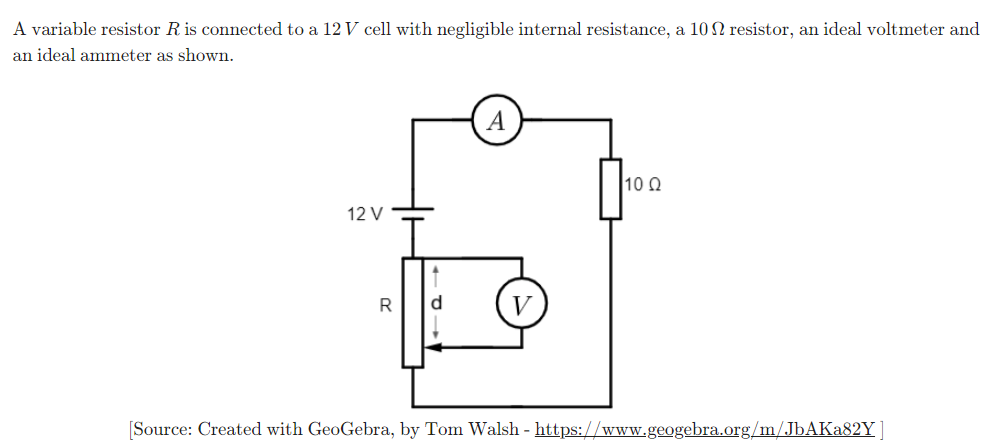 A variable resistor R is connected to a 12 V cell with negligible internal resistance, a 10 Ω resistor, an ideal voltmeter and
an ideal ammeter as shown.
A
10 Ω
12 V
R
d
V
[Source: Created with GeoGebra, by Tom Walsh - https://www.geogebra.org/m/JbAKa82Y ]